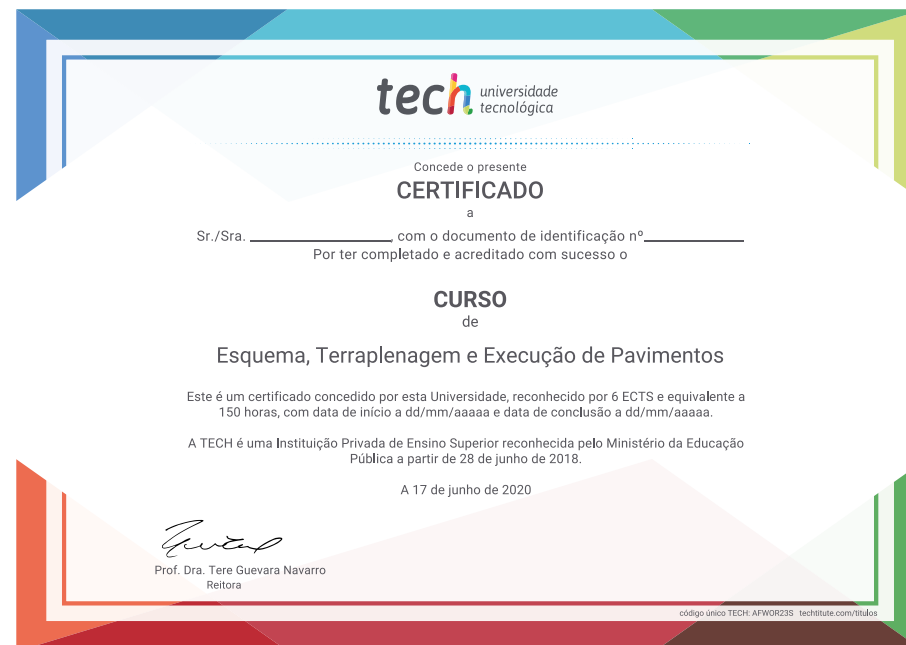 tech universidade
tecnológica
Concede o presente
CERTIFICADO
a
Sr./Sra. ________________, com o documento de identificação nº____________
Por ter completado e acreditado com sucesso o
CURSO
de
Esquema, Terraplenagem e Execução de Pavimentos
Este é um certificado concedido por esta Universidade, reconhecido por 6 ECTS e equivalente a
150 horas, com data de início a dd/mm/aaaaa e data de conclusão a dd/mm/aaaaa.
A TECH é uma Instituição Privada de Ensino Superior reconhecida pelo Ministério da Educação
Pública a partir de 28 de junho de 2018.
A 17 de junho de 2020
Prof. Dra. Tere Guevara Navarro
Reitora
código único TECH: AFWOR23S techtitute.com/titulos